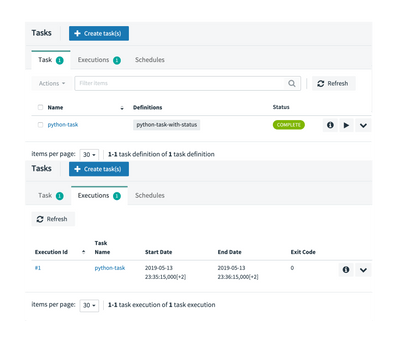 Tasks
Create task(s)
Task 1 Executions 1 Schedules
Actions Filter items Refresh
Name Definitions Status
python-task python-task-with-status COMPLETE
items per page: 30 1-1 task definition of 1 task definition
Tasks
Create task(s)
Task 1 Executions 1 Schedules
Refresh
Execution Id Task Name Start Date End Date Exit Code
#1 python-task 2019-05-13 23:35:15,000[+2] 2019-05-13 23:36:15,000[+2] 0
items per page: 30 1-1 task execution of 1 task execution